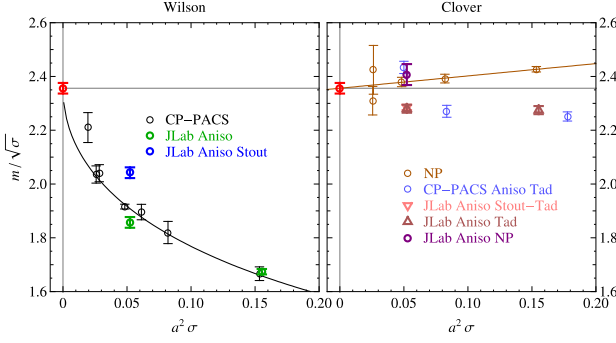 Wilson
Clover
2.6
2.4
2.2
2.0
1.8
1.6
m/√σ
CP−PACS
JLab Aniso
JLab Aniso Stout
0
0.05
0.10
0.15
0.20
a² σ
2.6
2.4
2.2
2.0
1.8
1.6
NP
CP−PACS Aniso Tad
JLab Aniso Stout−Tad
JLab Aniso Tad
JLab Aniso NP
0
0.05
0.10
0.15
0.20
a² σ